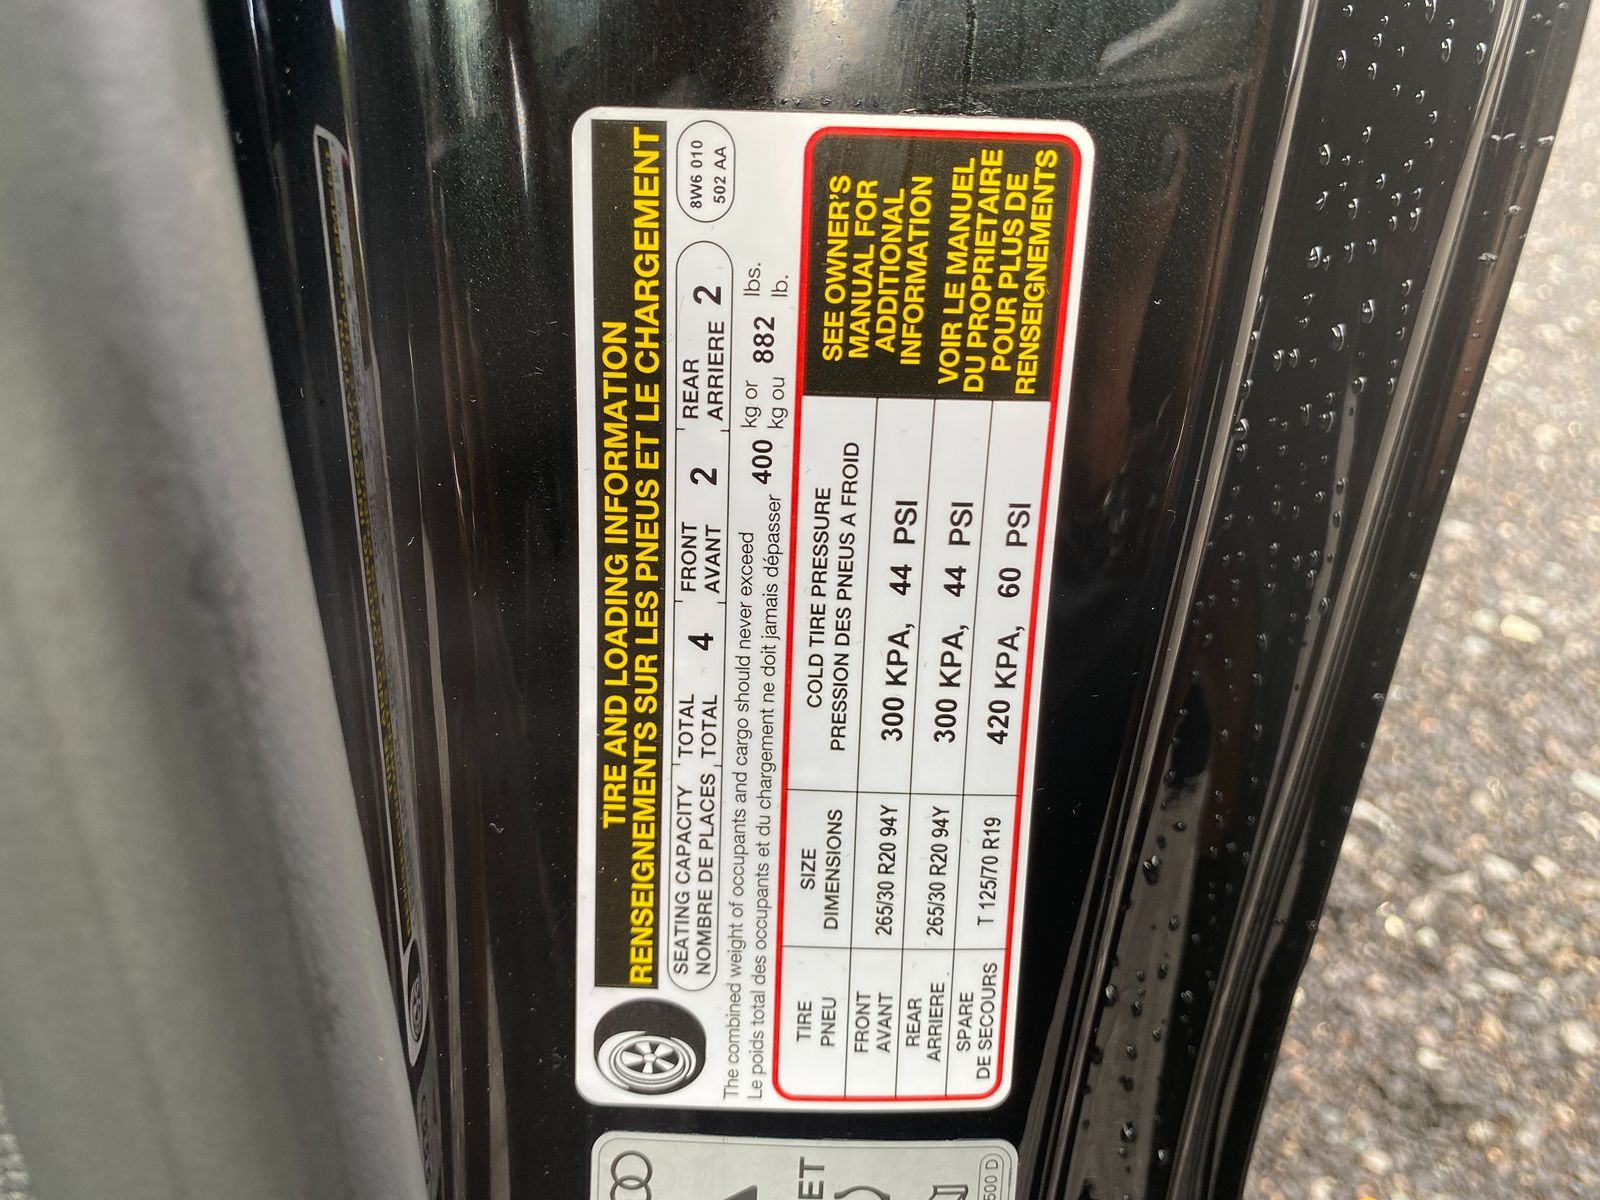 TIRE AND LOADING INFORMATION
RENSEIGNEMENTS SUR LES PNEUS ET LE CHARGEMENT
SEATING CAPACITY TOTAL 4 FRONT 2 REAR 2
NOMBRE DE PLACES TOTAL AVANT ARRIERE
8W6 010
502 AA
The combined weight of occupants and cargo should never exceed 400 kg or 882 lbs.
Le poids total des occupants et du chargement ne doit jamais dépasser kg ou lb.
TIRE SIZE COLD TIRE PRESSURE
PNEU DIMENSIONS PRESSION DES PNEUS A FROID
FRONT
AVANT 265/30 R20 94Y 300 KPA, 44 PSI
REAR
ARRIERE 265/30 R20 94Y 300 KPA, 44 PSI
SPARE
DE SECOURS T 125/70 R19 420 KPA, 60 PSI
SEE OWNER'S
MANUAL FOR
ADDITIONAL
INFORMATION
VOIR LE MANUEL
DU PROPRIETAIRE
POUR PLUS DE
RENSEIGNEMENTS